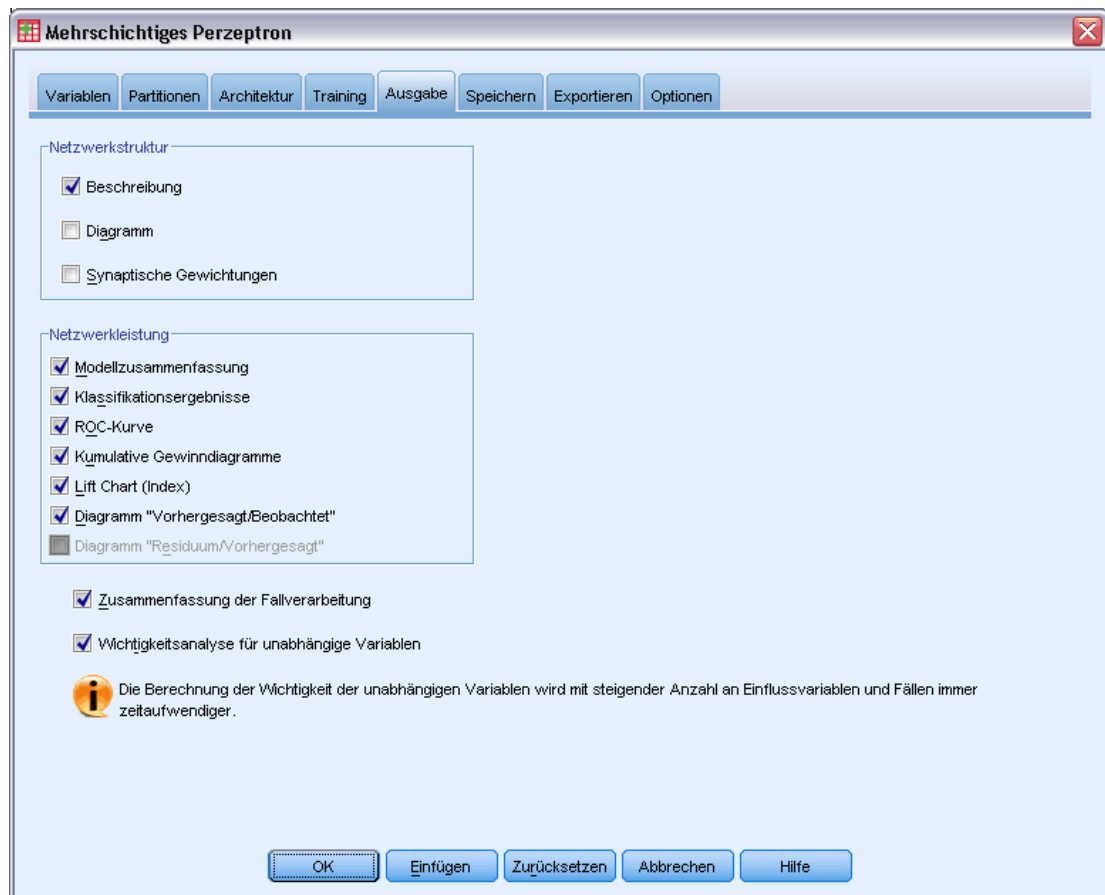 Mehrschichtiges Perzeptron
Variablen Partitionen Architektur Training Ausgabe Speichern Exportieren Optionen
Netzwerkstruktur
Beschreibung
Diagramm
Synaptische Gewichtungen
Netzwerkleistung
Modellzusammenfassung
Klassifikationsergebnisse
ROC-Kurve
Kumulative Gewinndiagramme
Lift Chart (Index)
Diagramm "Vorhergesagt/Beobachtet"
Diagramm "Residuum/Vorhergesagt"
Zusammenfassung der Fallverarbeitung
Wichtigkeitsanalyse für unabhängige Variablen
Die Berechnung der Wichtigkeit der unabhängigen Variablen wird mit steigender Anzahl an Einflussvariablen und Fällen immer
zeitaufwendiger.
OK Einfügen Zurücksetzen Abbrechen Hilfe